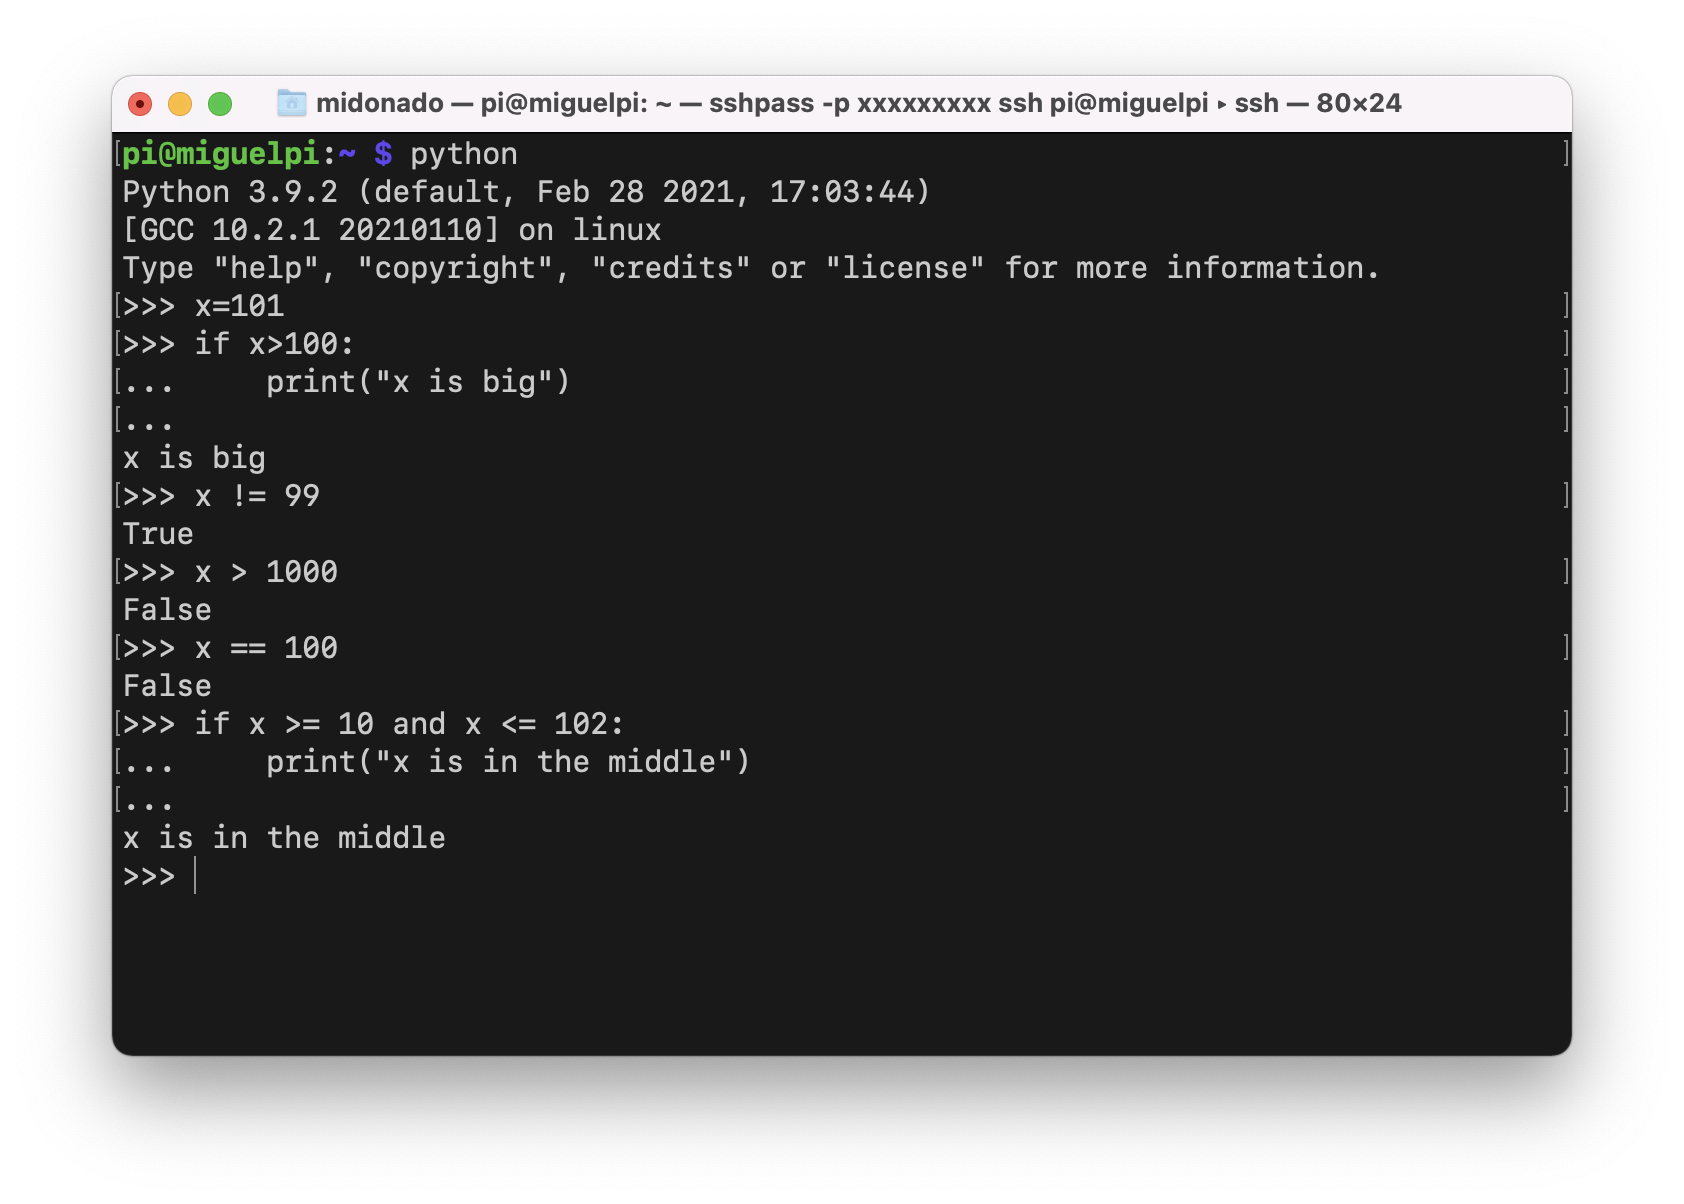 midonado — pi@miguelpi: ~ — sshpass -p xxxxxxxxx ssh pi@miguelpi ▸ ssh — 80×24
[pi@miguelpi:~ $ python ]
Python 3.9.2 (default, Feb 28 2021, 17:03:44)
[GCC 10.2.1 20210110] on linux
Type "help", "copyright", "credits" or "license" for more information.
[>>> x=101 ]
[>>> if x>100: ]
[...     print("x is big") ]
[... ]
x is big
[>>> x != 99 ]
True
[>>> x > 1000 ]
False
[>>> x == 100 ]
False
[>>> if x >= 10 and x <= 102: ]
[...     print("x is in the middle") ]
[... ]
x is in the middle
>>>